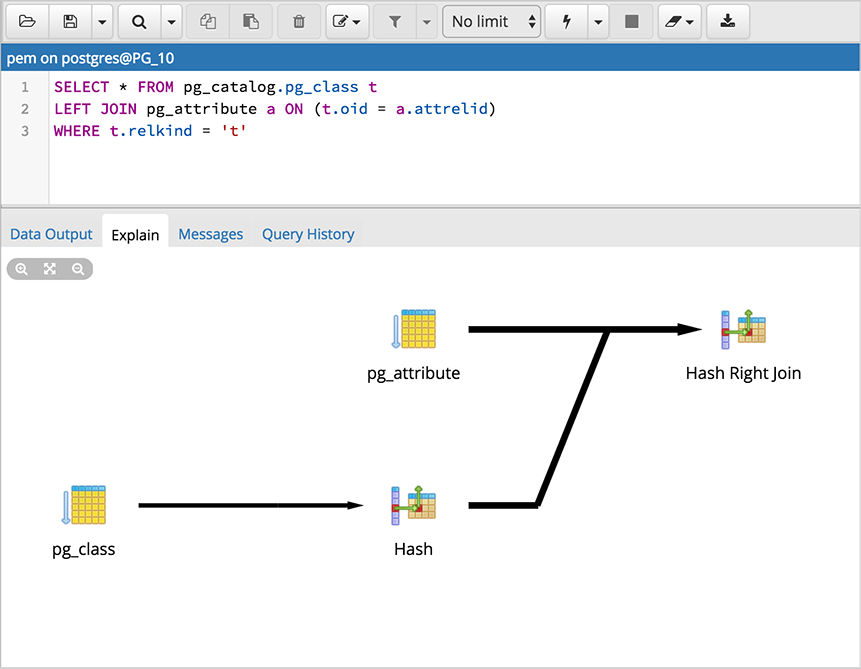 No limit
pem on postgres@PG_10
1 SELECT * FROM pg_catalog.pg_class t
2 LEFT JOIN pg_attribute a ON (t.oid = a.attrelid)
3 WHERE t.relkind = 't'
Data Output Explain Messages Query History
pg_attribute
Hash Right Join
pg_class
Hash